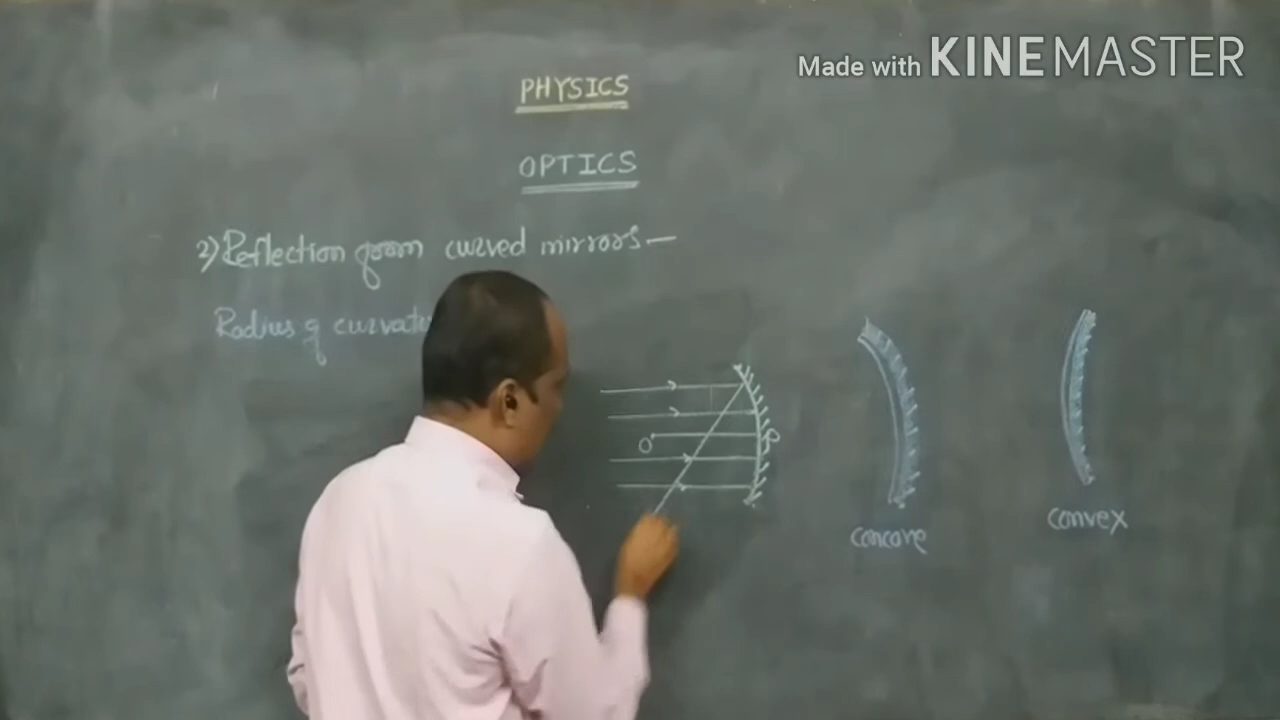 Made with KINEMASTER
PHYSICS
OPTICS
2) Reflection from curved mirrors—
Radius of
O
P
concave
convex